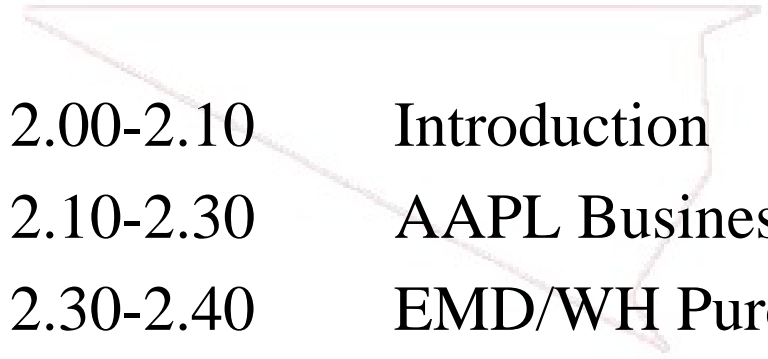 2.00-2.10 Introduction
2.10-2.30 AAPL Busines
2.30-2.40 EMD/WH Pur